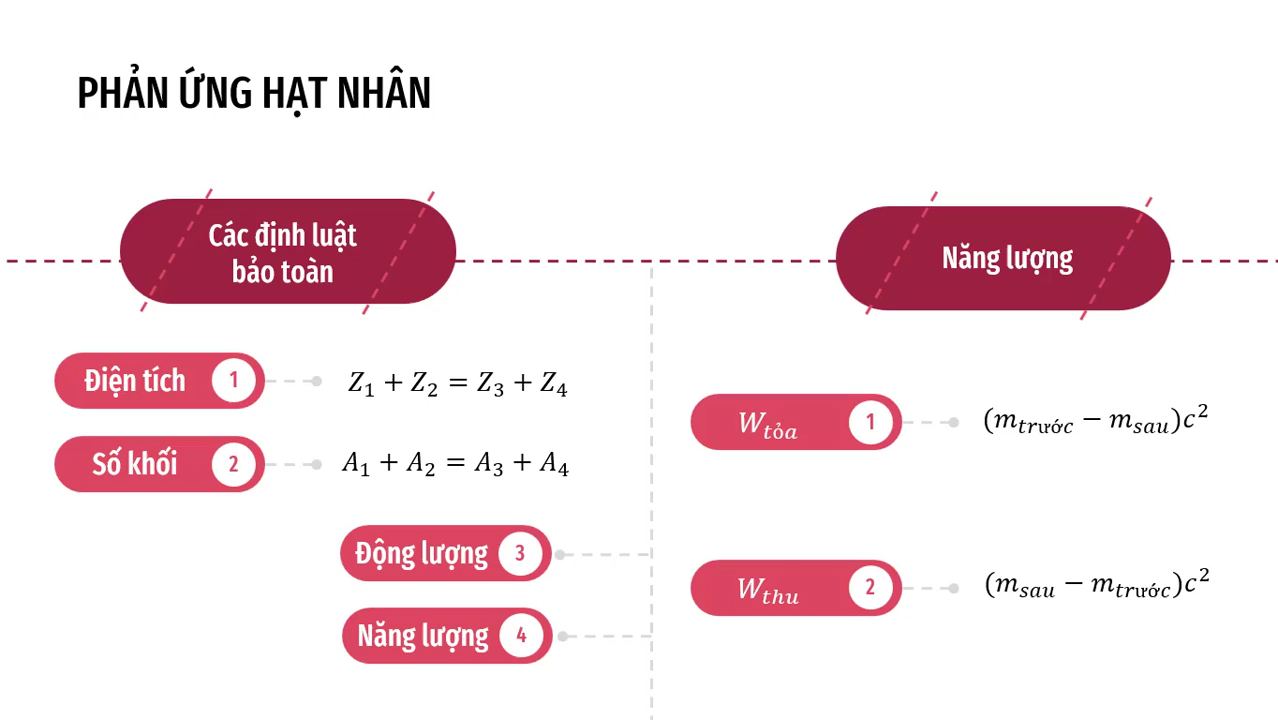 PHẢN ỨNG HẠT NHÂN
Các định luật
bảo toàn
Điện tích 1
Z₁ + Z₂ = Z₃ + Z₄
Số khối 2
A₁ + A₂ = A₃ + A₄
Động lượng 3
Năng lượng 4
Năng lượng
W_tỏa 1
(m_trước − m_sau)c²
W_thu 2
(m_sau − m_trước)c²